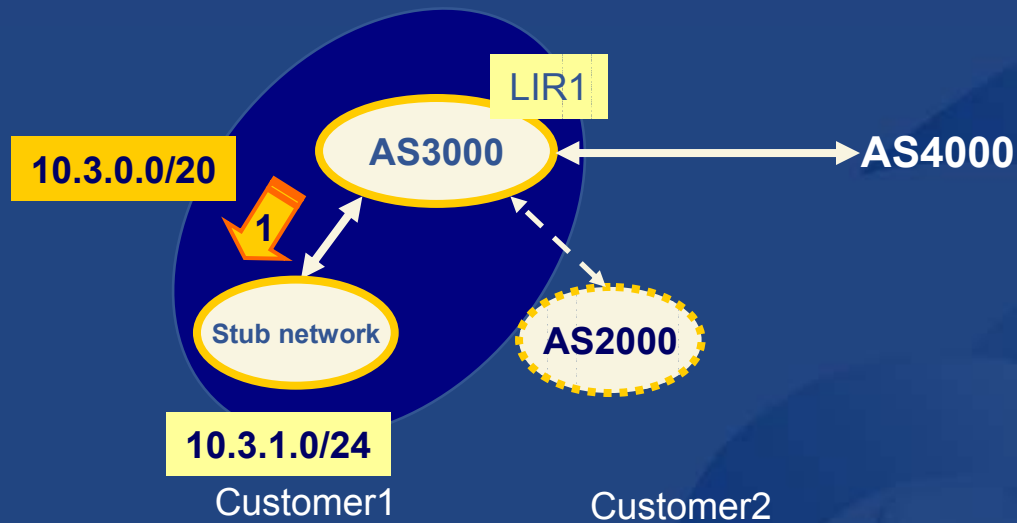 LIR1
AS3000
AS4000
10.3.0.0/20
1
Stub network
AS2000
10.3.1.0/24
Customer1
Customer2